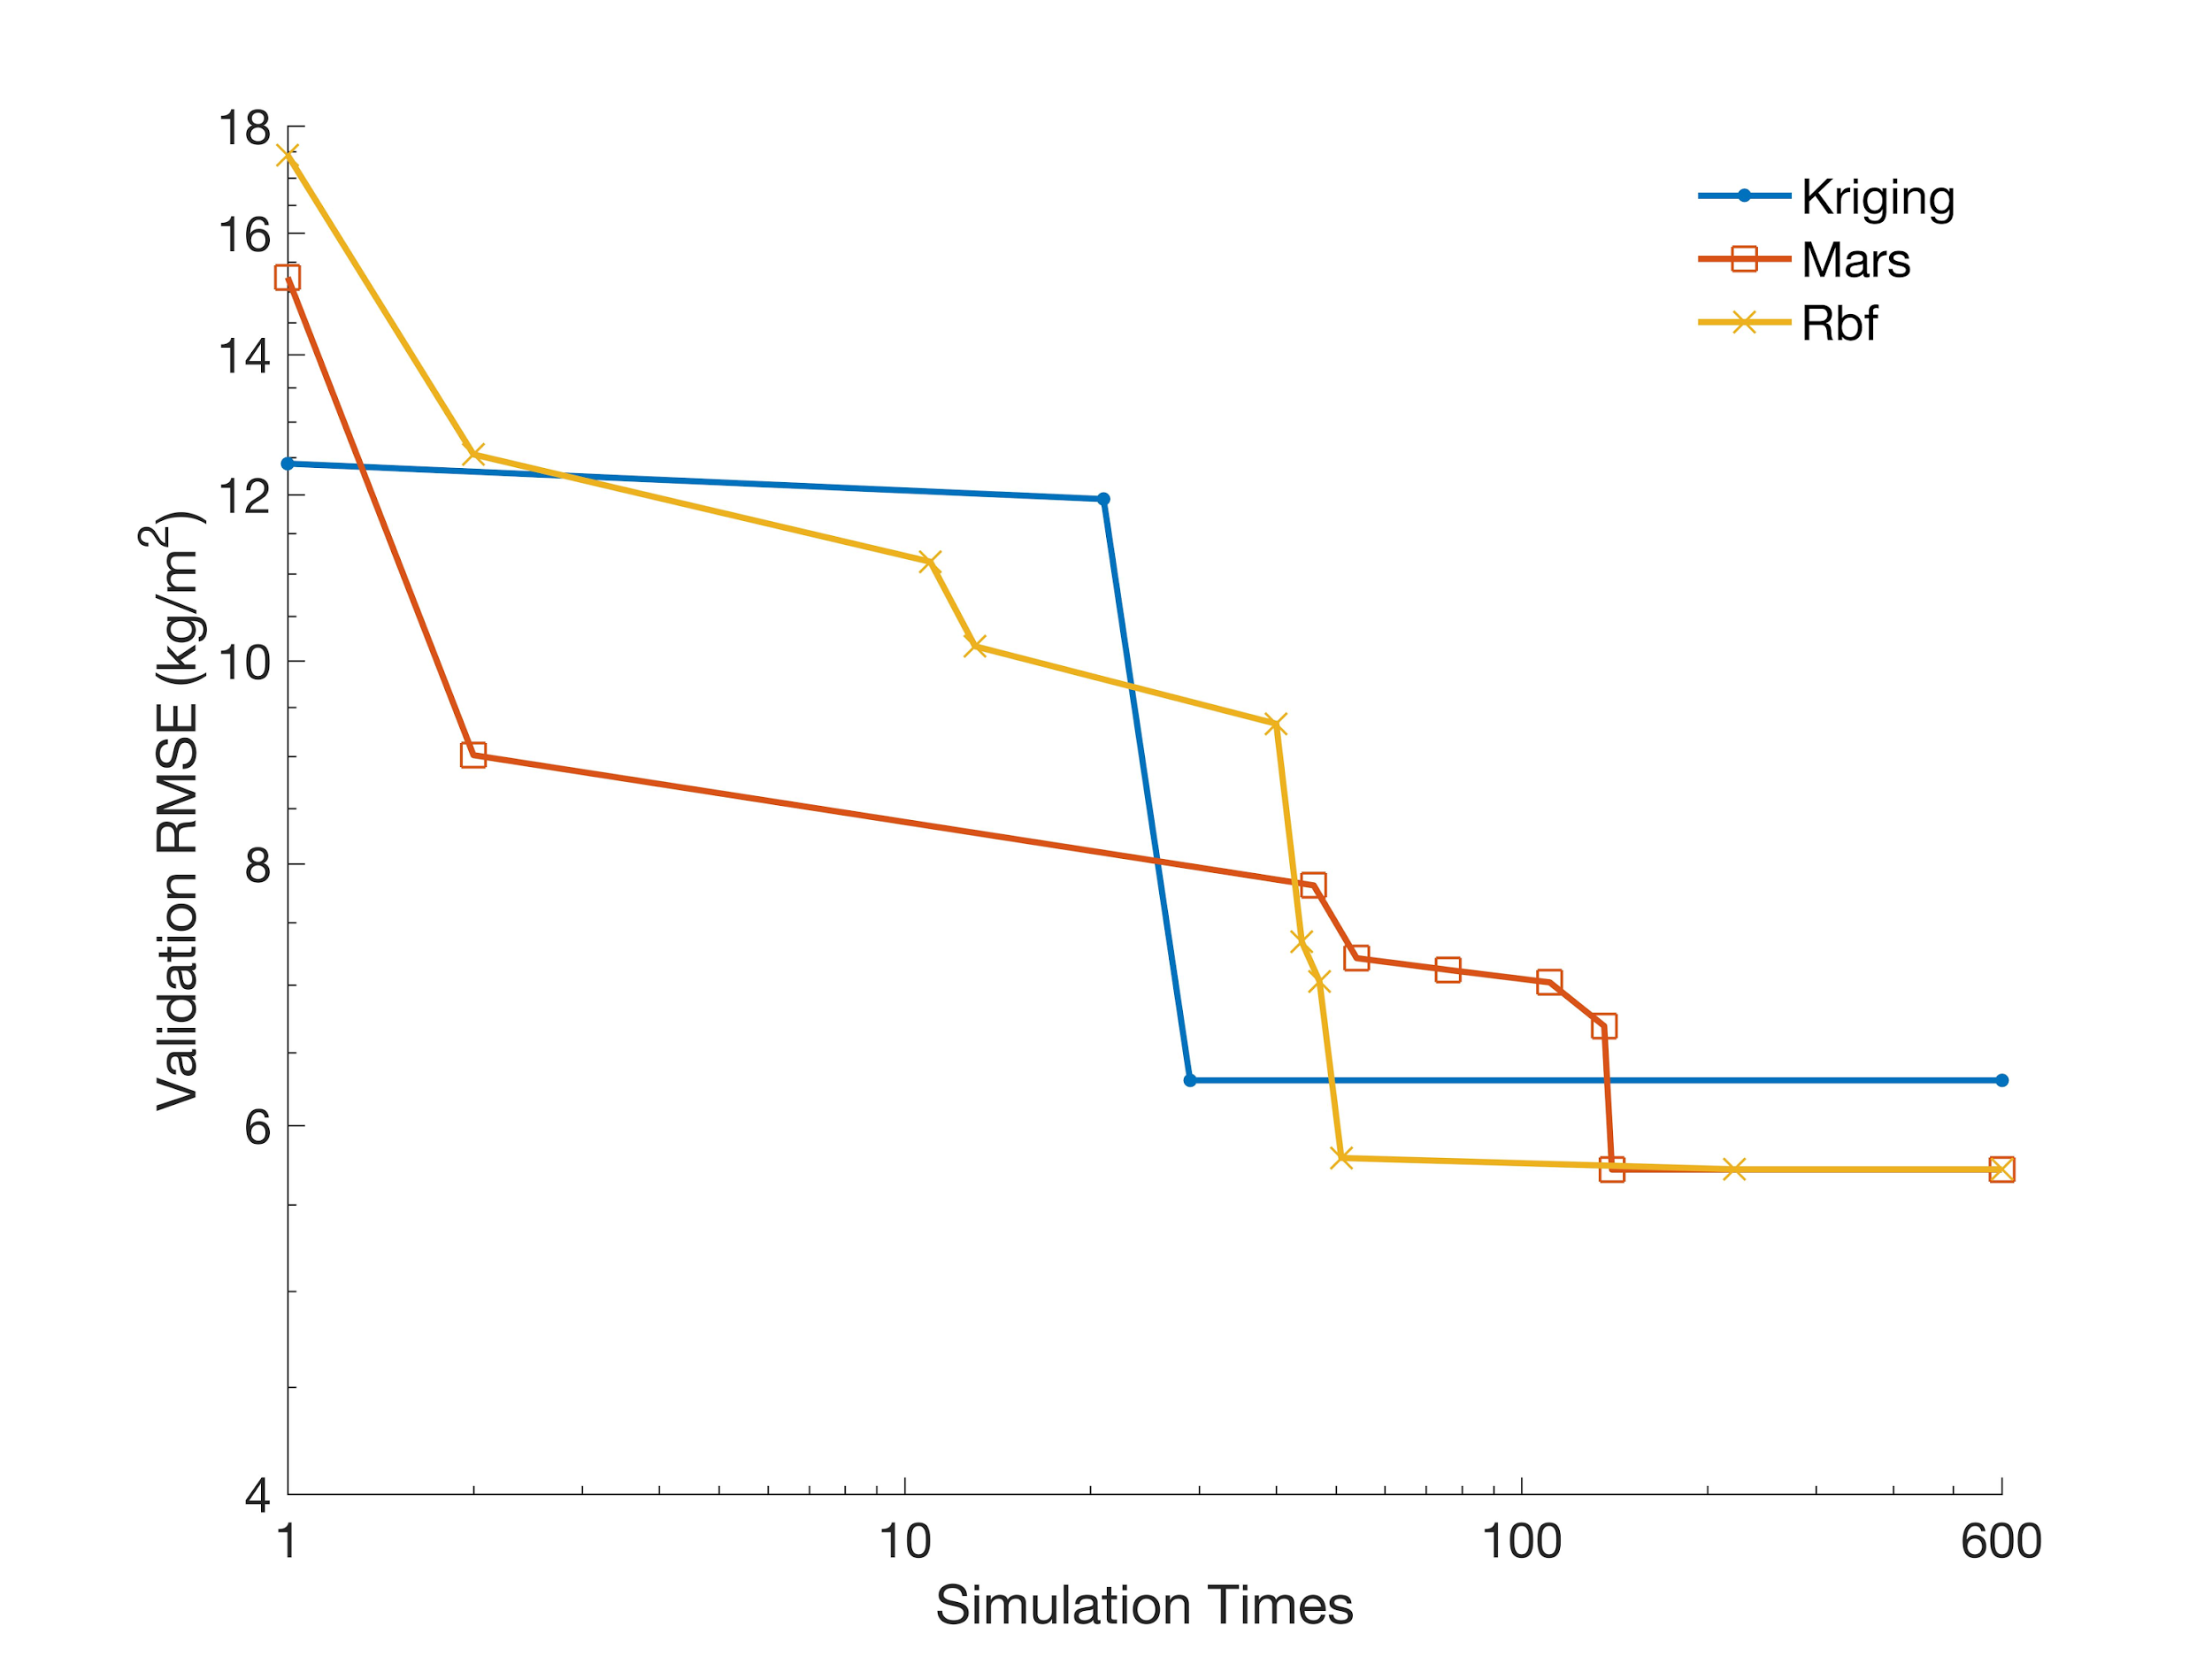 18
16
14
12
10
8
6
4
Validation RMSE (kg/m²)
Kriging
Mars
Rbf
1 10 100 600
Simulation Times